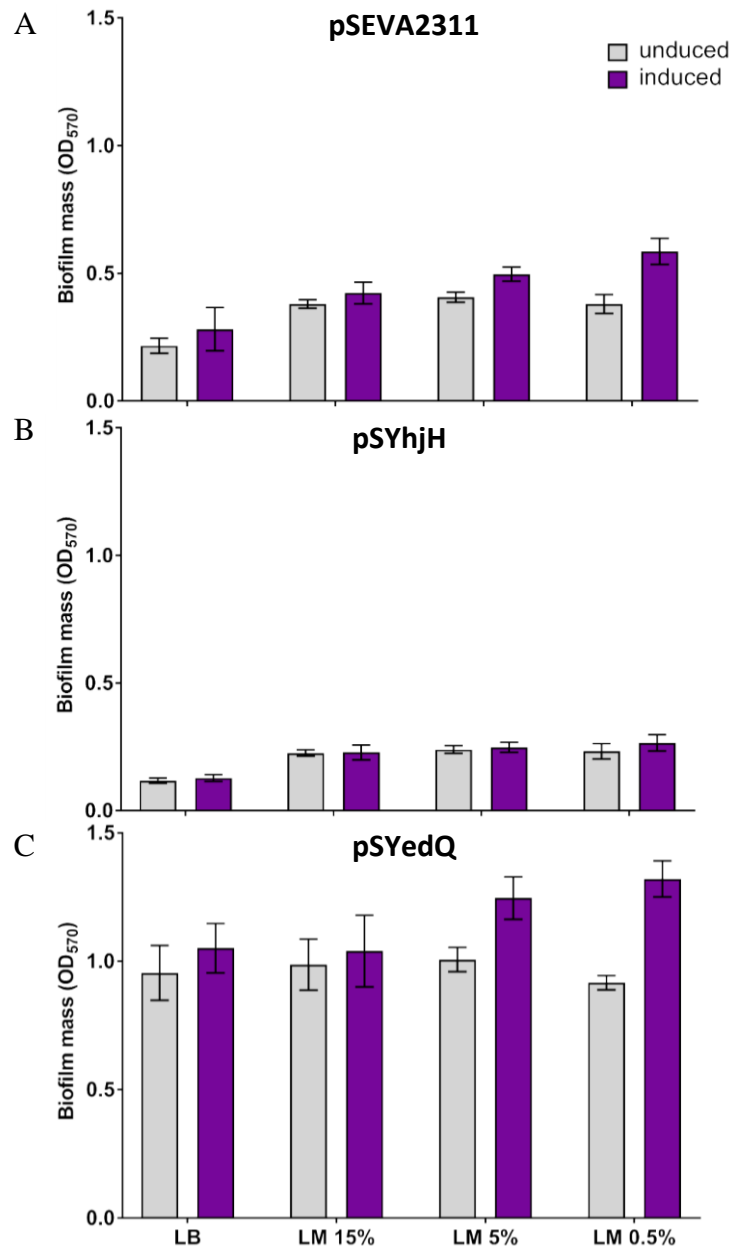 A
pSEVA2311
unduced
induced
Biofilm mass (OD570)
1.5
1.0
0.5
0.0
B
pSYhjH
Biofilm mass (OD570)
1.5
1.0
0.5
0.0
C
pSYedQ
Biofilm mass (OD570)
1.5
1.0
0.5
0.0
LB LM 15% LM 5% LM 0.5%